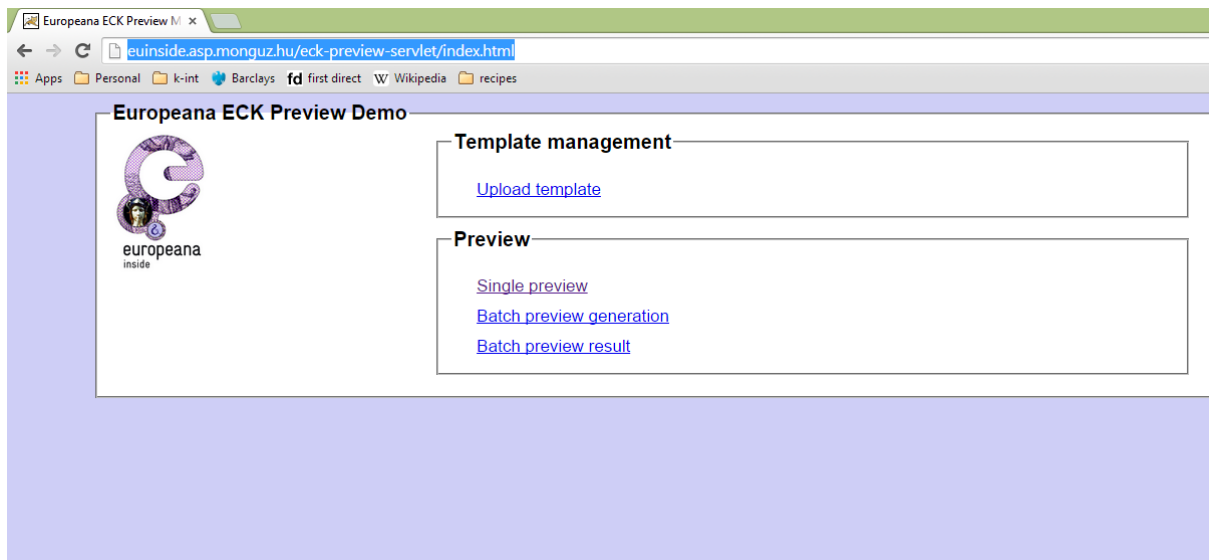 Europeana ECK Preview M
euinside.asp.monguz.hu/eck-preview-servlet/index.html
Apps Personal k-int Barclays fd first direct W Wikipedia recipes
Europeana ECK Preview Demo
europeana
inside
Template management
Upload template
Preview
Single preview
Batch preview generation
Batch preview result